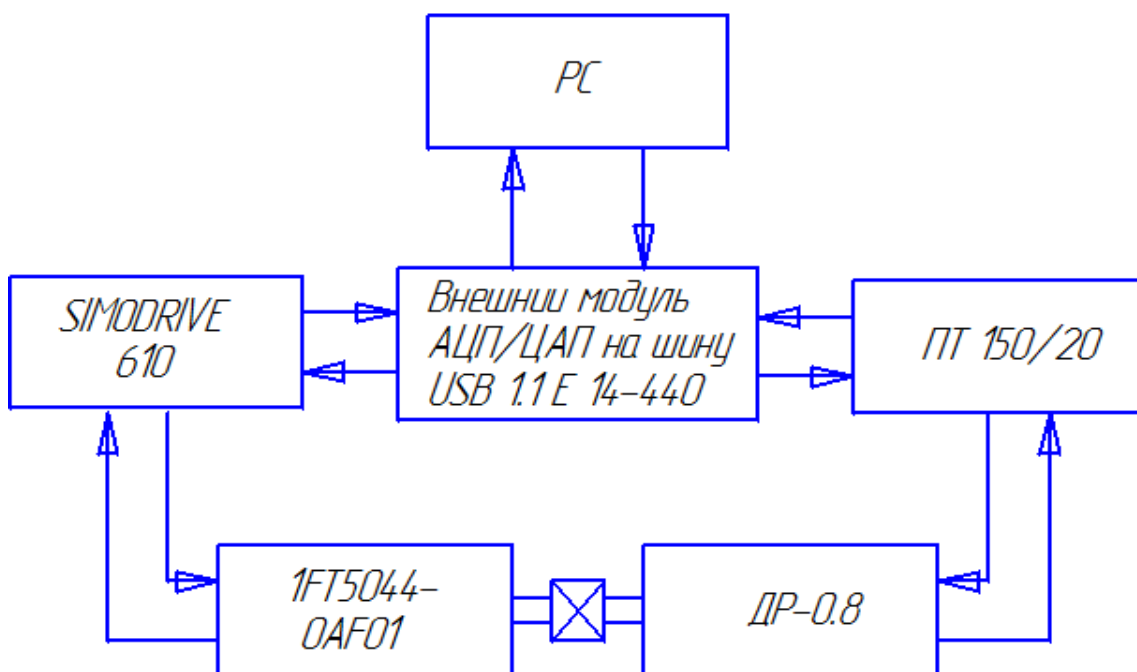 PC
SIMODRIVE
610
Внешнии модуль
АЦП/ЦАП на шину
USB 1.1 E 14-440
ПТ 150/20
1FT5044-
0AF01
ДР-0.8